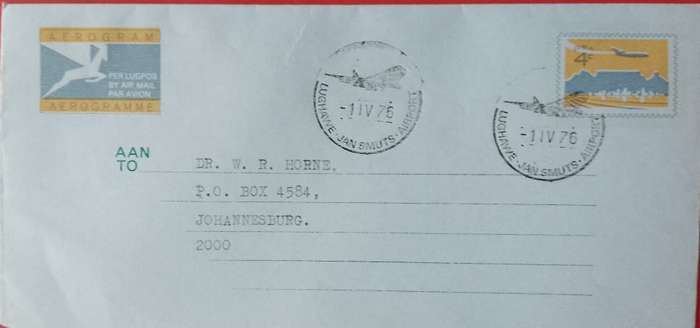 AEROGRAM
PER LUGPOS
BY AIR MAIL
PAR AVION
AEROGRAMME
LUGHAWE · JAN SMUTS · AIRPORT
-1 IV 76
LUGHAWE · JAN SMUTS · AIRPORT
-1 IV 76
4c
AAN
TO
DR. W. R. HORNE,
P.O. BOX 4584,
JOHANNESBURG.
2000